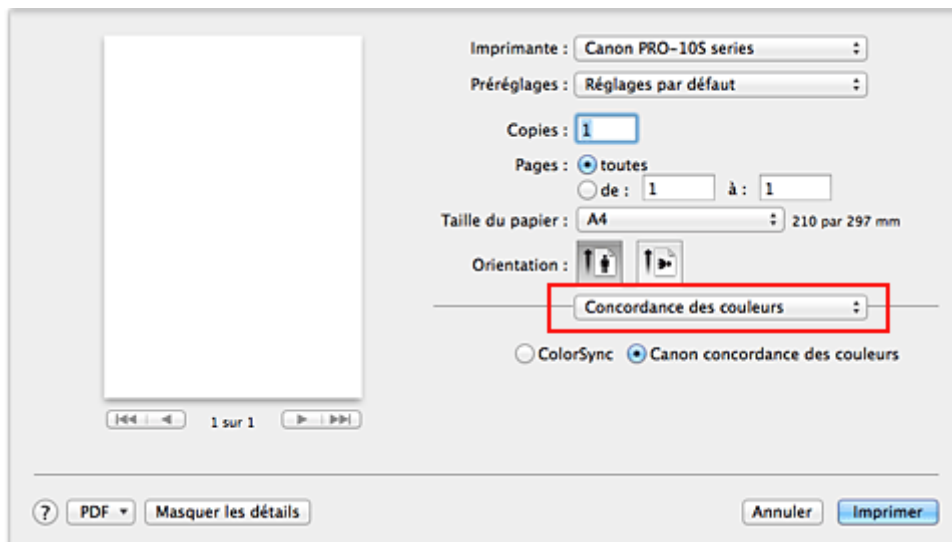 Imprimante : Canon PRO-10S series
Préréglages : Réglages par défaut
Copies : 1
Pages : toutes
de : 1 à : 1
Taille du papier : A4 210 par 297 mm
Orientation :
Concordance des couleurs
ColorSync Canon concordance des couleurs
1 sur 1
? PDF Masquer les détails Annuler Imprimer